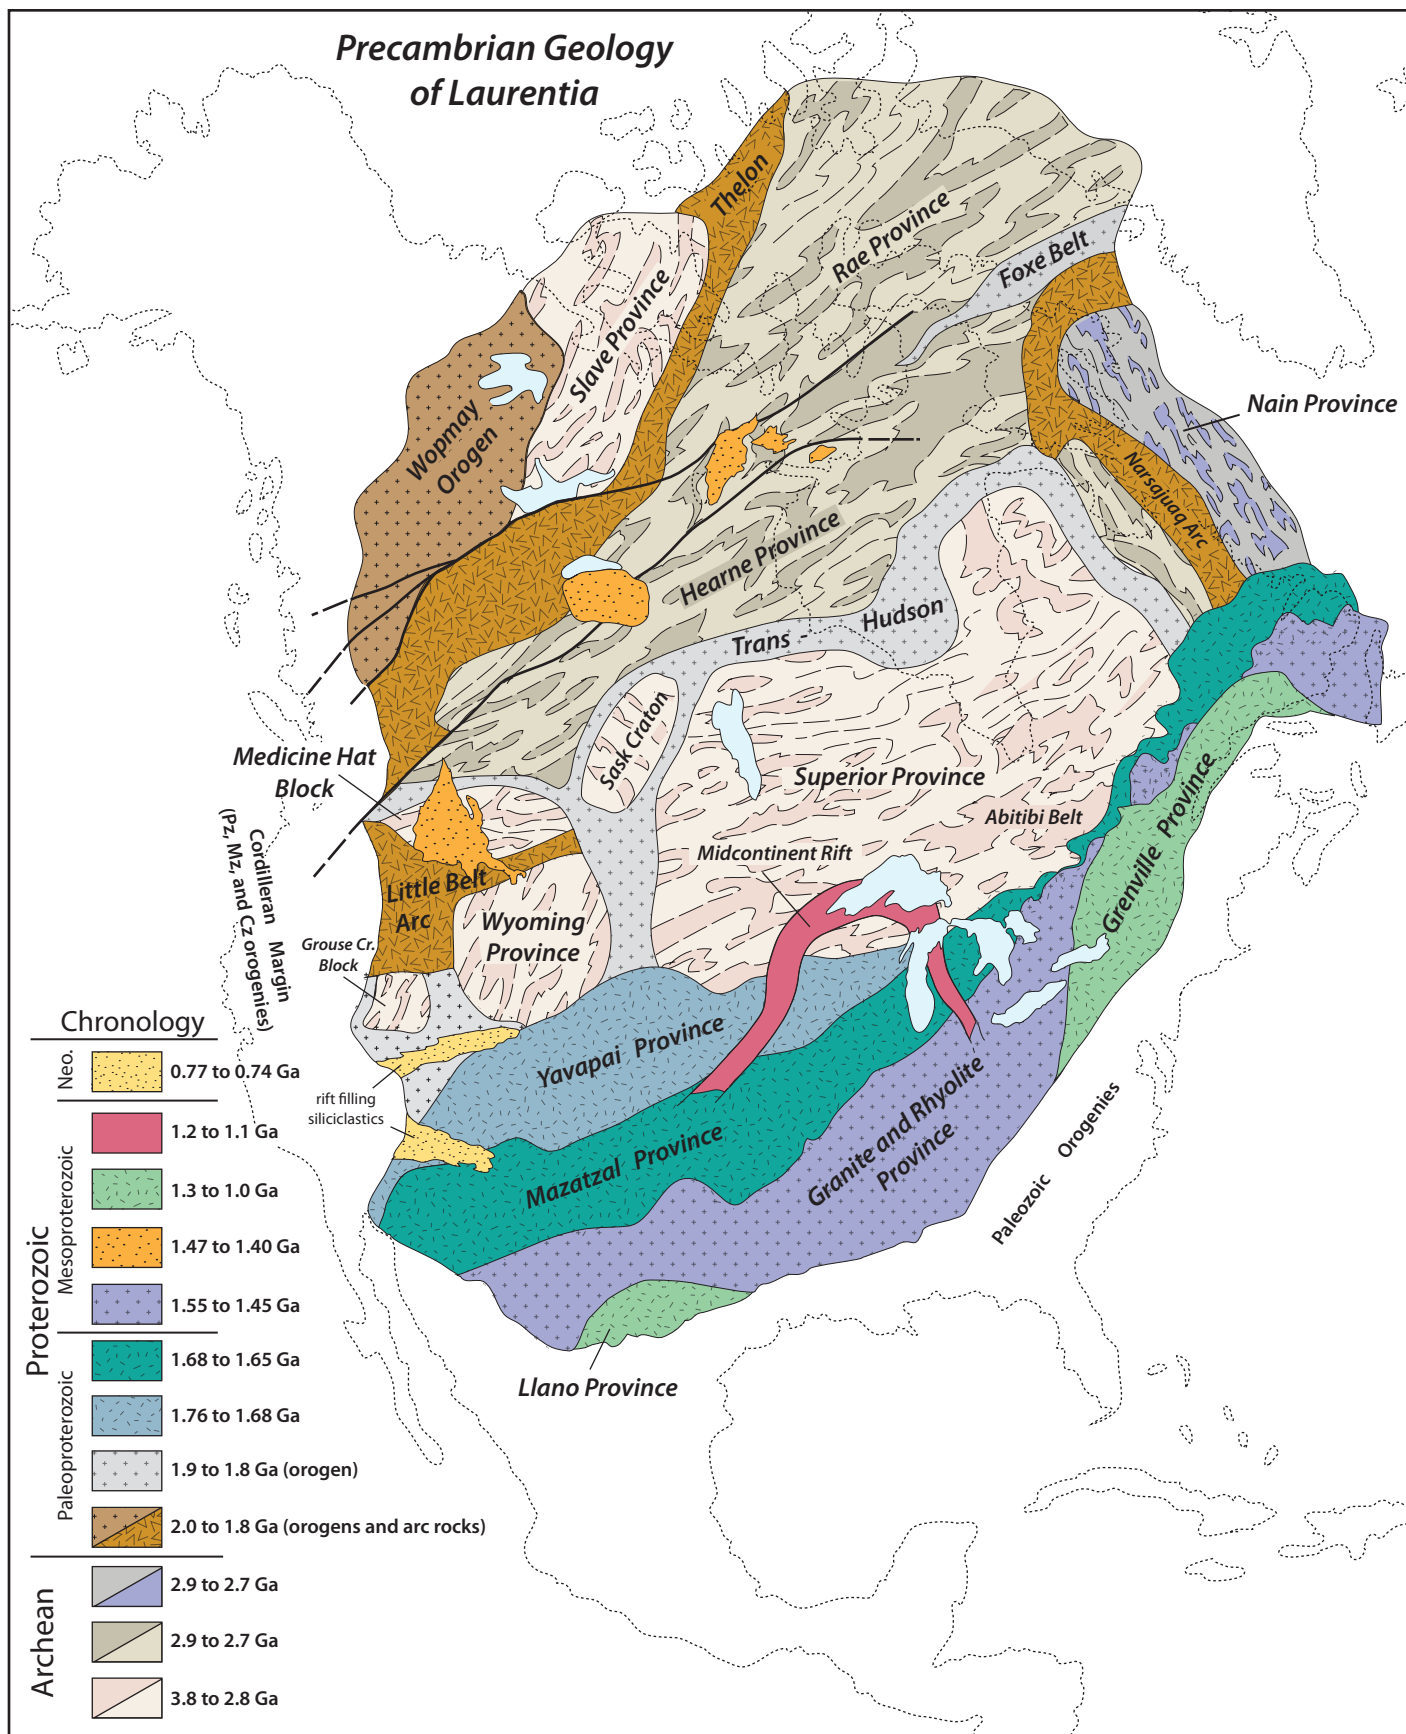 Precambrian Geology
of Laurentia
Thelon
Rae Province
Foxe Belt
Slave Province
Wopmay
Orogen
Nain Province
Narsajuaq Arc
Hearne Province
Trans -
Hudson
Sask Craton
Medicine Hat
Block
Superior Province
Abitibi Belt
Midcontinent Rift
Grenville
Province
Cordilleran Margin
(Pz, Mz, and Cz orogenies)
Little Belt
Arc
Wyoming
Province
Grouse Cr.
Block
Yavapai Province
rift filling
siliciclastics
Mazatzal Province
Granite and Rhyolite
Province
Paleozoic Orogenies
Llano Province
Chronology
Neo.
0.77 to 0.74 Ga
Proterozoic
Mesoproterozoic
1.2 to 1.1 Ga
1.3 to 1.0 Ga
1.47 to 1.40 Ga
1.55 to 1.45 Ga
Paleoproterozoic
1.68 to 1.65 Ga
1.76 to 1.68 Ga
1.9 to 1.8 Ga (orogen)
2.0 to 1.8 Ga (orogens and arc rocks)
Archean
2.9 to 2.7 Ga
2.9 to 2.7 Ga
3.8 to 2.8 Ga